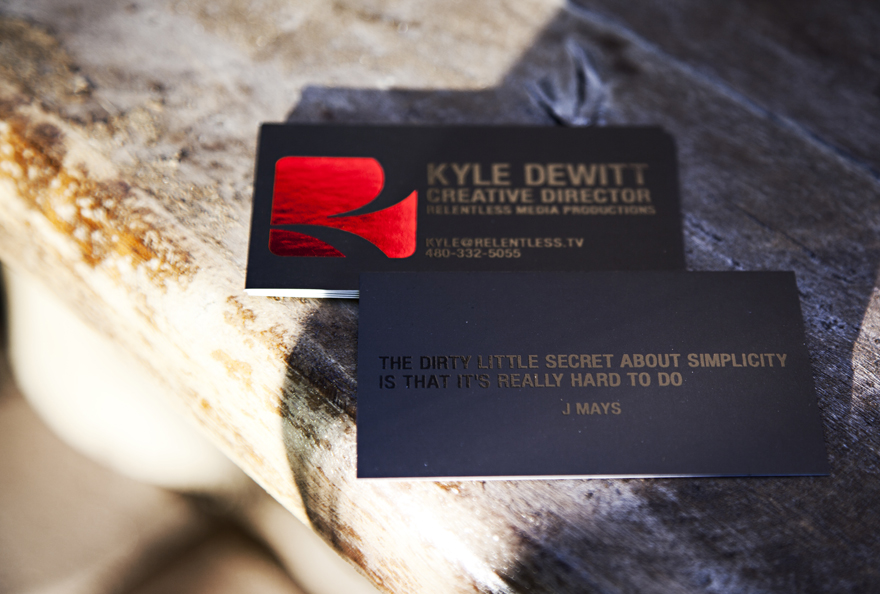 KYLE DEWITT
CREATIVE DIRECTOR
RELENTLESS MEDIA PRODUCTIONS
KYLE@RELENTLESS.TV
480-332-5055
THE DIRTY LITTLE SECRET ABOUT SIMPLICITY
IS THAT IT'S REALLY HARD TO DO
J MAYS